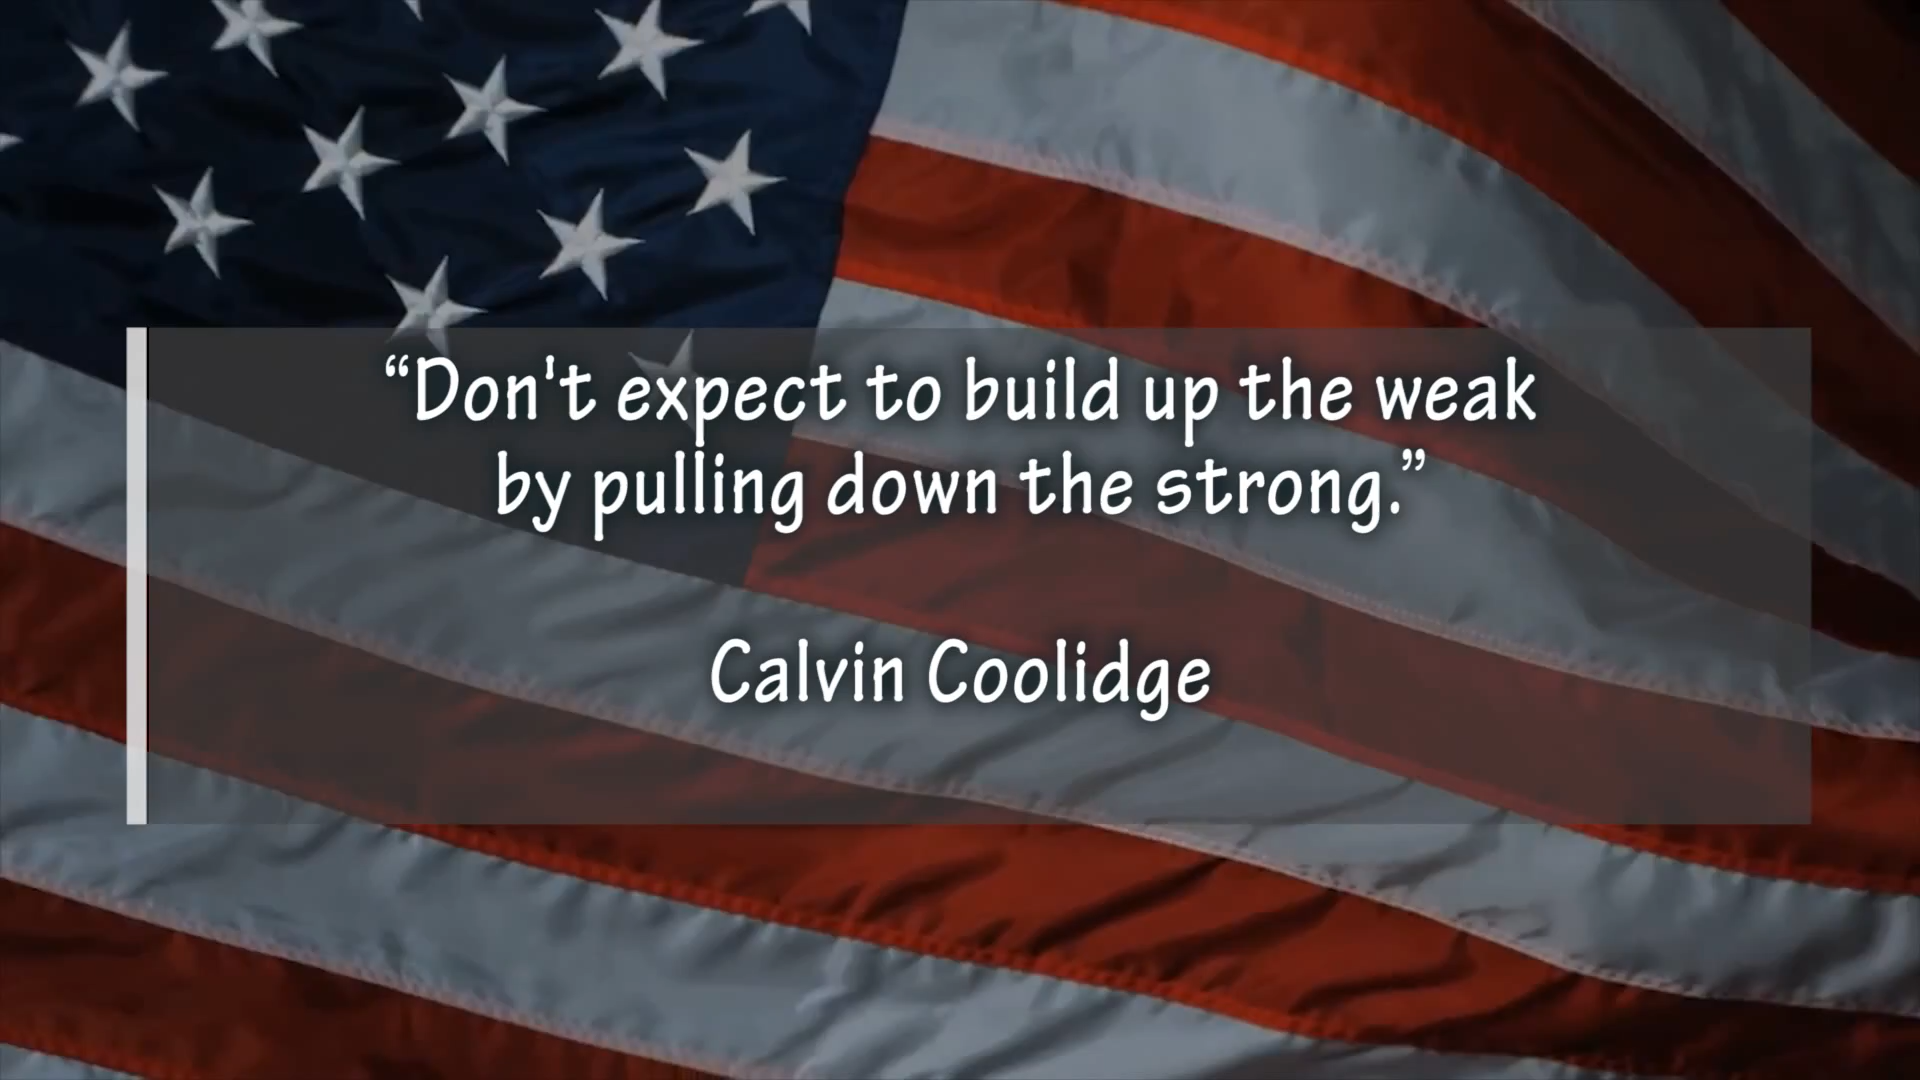 “Don't expect to build up the weak
by pulling down the strong.”
Calvin Coolidge